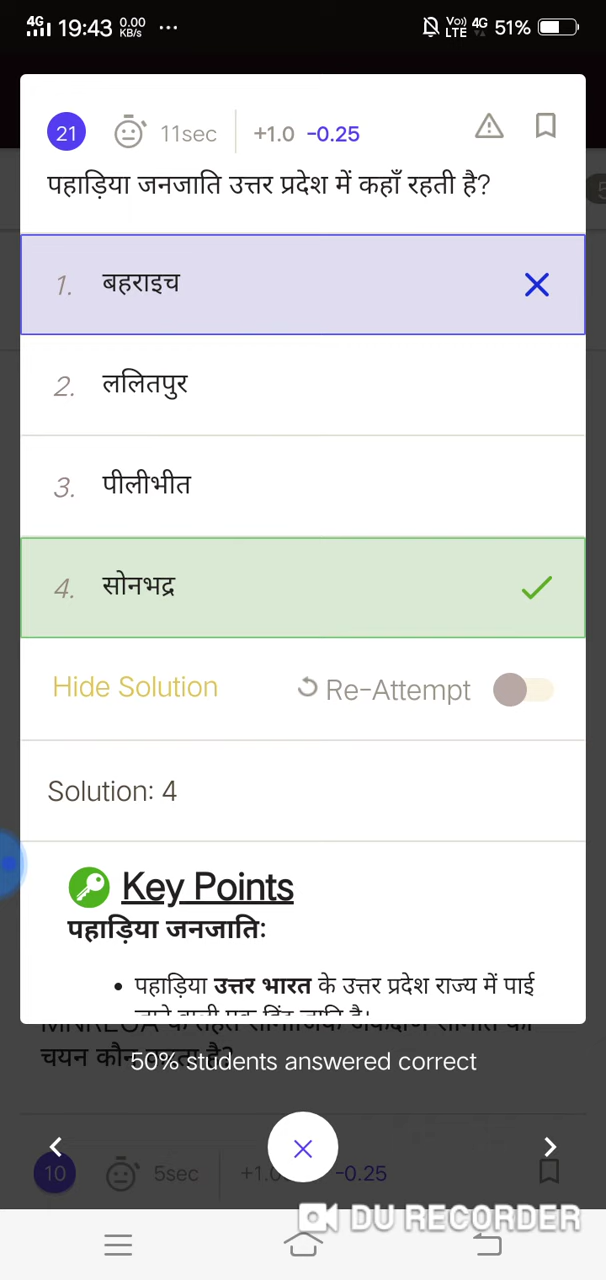 4G 19:43 0.00 KB/s ... Vo)) LTE 4G 51%
21 11sec +1.0 -0.25
पहाड़िया जनजाति उत्तर प्रदेश में कहाँ रहती है?
1. बहराइच
2. ललितपुर
3. पीलीभीत
4. सोनभद्र
Hide Solution Re-Attempt
Solution: 4
Key Points
पहाड़िया जनजाति:
• पहाड़िया उत्तर भारत के उत्तर प्रदेश राज्य में पाई
चयन कौन
50% students answered correct
10 5sec +1.0 -0.25
DU RECORDER